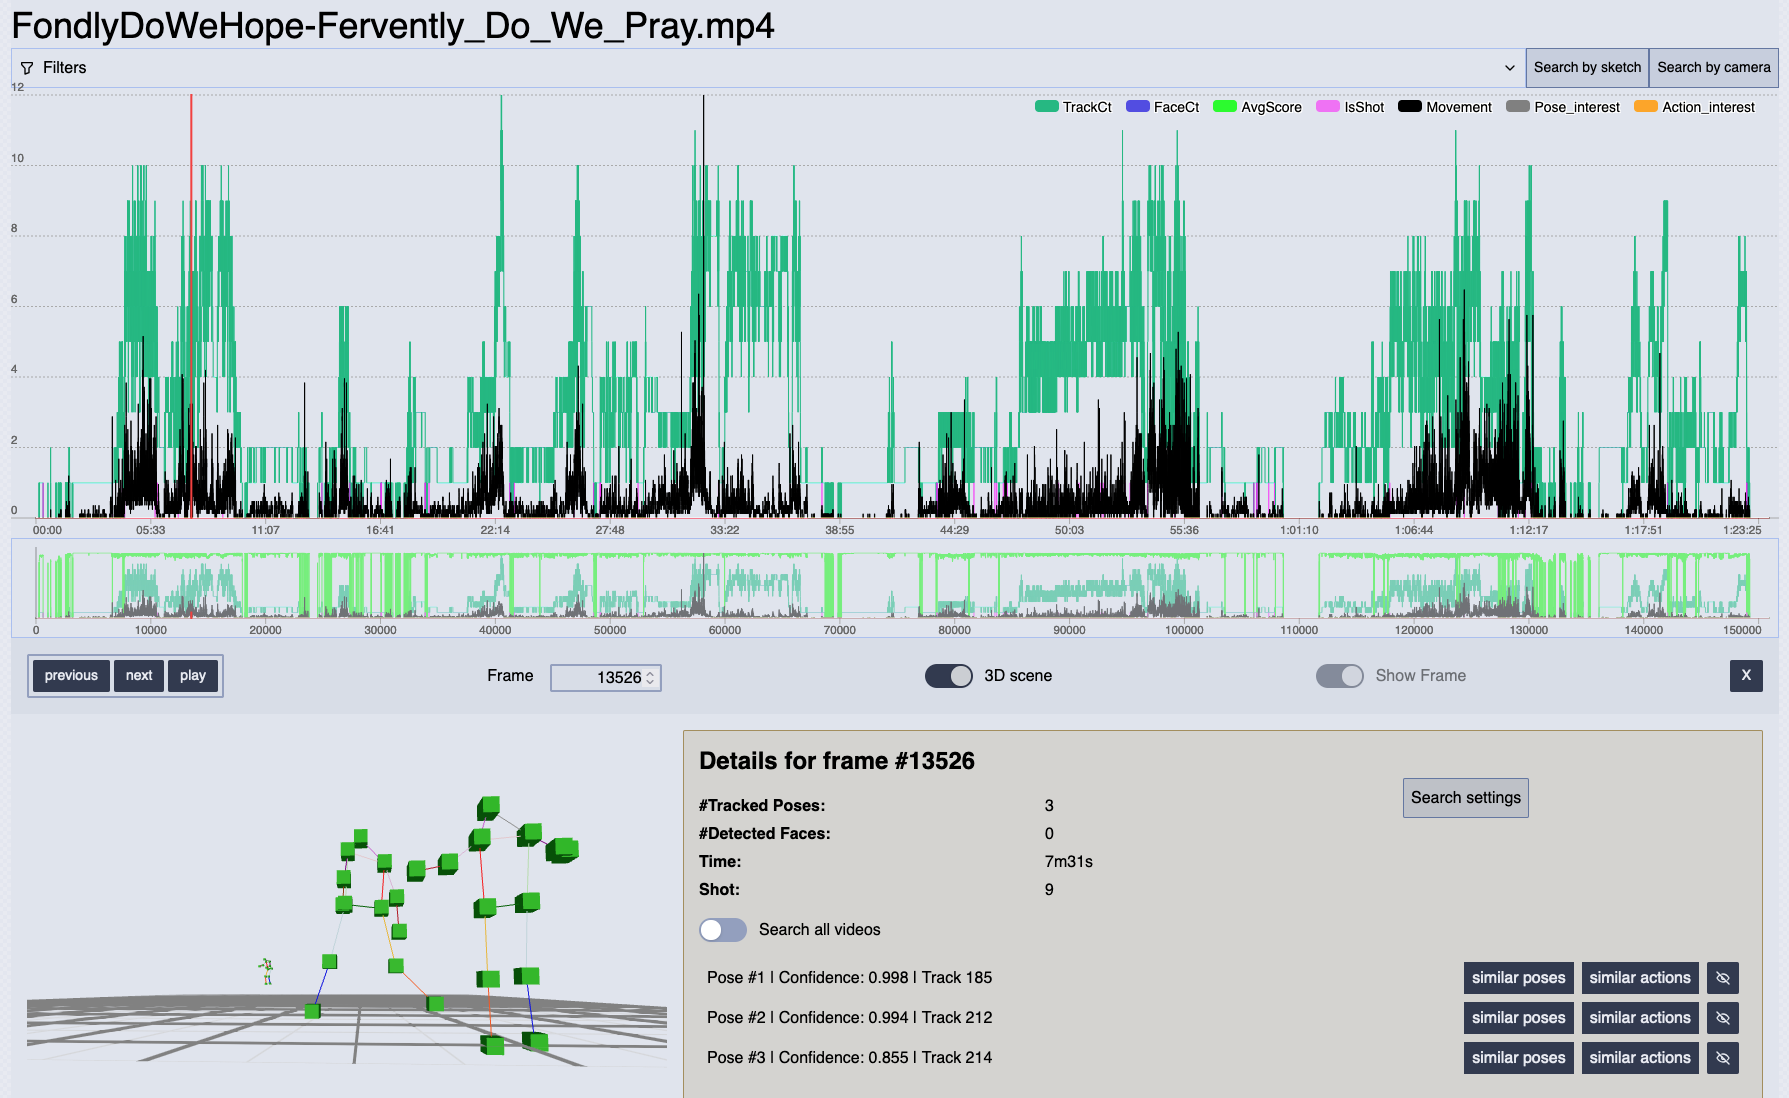 FondlyDoWeHope-Fervently_Do_We_Pray.mp4
Filters
Search by sketch Search by camera
TrackCt FaceCt AvgScore IsShot Movement Pose_interest Action_interest
12
10
8
6
4
2
0
00:00 05:33 11:07 16:41 22:14 27:48 33:22 38:55 44:29 50:03 55:36 1:01:10 1:06:44 1:12:17 1:17:51 1:23:25
0 10000 20000 30000 40000 50000 60000 70000 80000 90000 100000 110000 120000 130000 140000 150000
previous next play Frame 13526 3D scene Show Frame X
Details for frame #13526
Search settings
#Tracked Poses: 3
#Detected Faces: 0
Time: 7m31s
Shot: 9
Search all videos
Pose #1 | Confidence: 0.998 | Track 185 similar poses similar actions
Pose #2 | Confidence: 0.994 | Track 212 similar poses similar actions
Pose #3 | Confidence: 0.855 | Track 214 similar poses similar actions